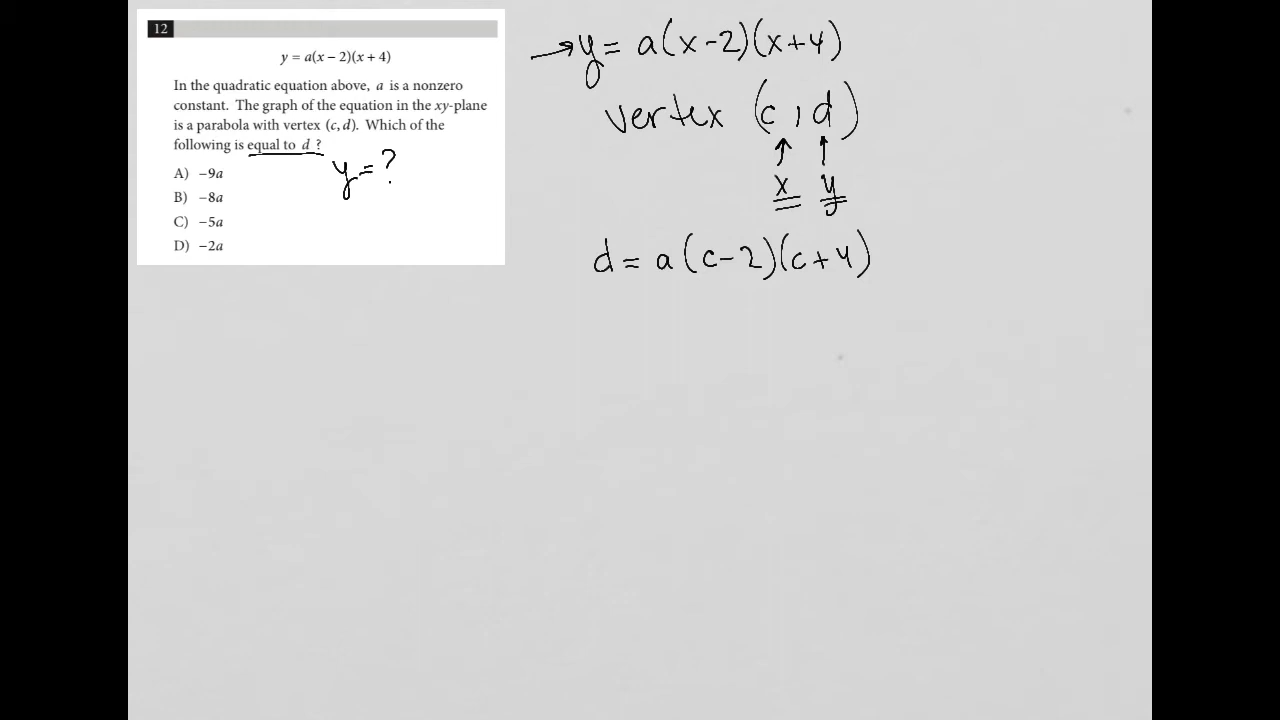 12
y = a(x − 2)(x + 4)
In the quadratic equation above, a is a nonzero
constant. The graph of the equation in the xy-plane
is a parabola with vertex (c, d). Which of the
following is equal to d ?
y = ?
A) −9a
B) −8a
C) −5a
D) −2a
→ y = a(x-2)(x+4)
vertex (c, d)
↑ ↑
x y
d = a(c-2)(c+4)